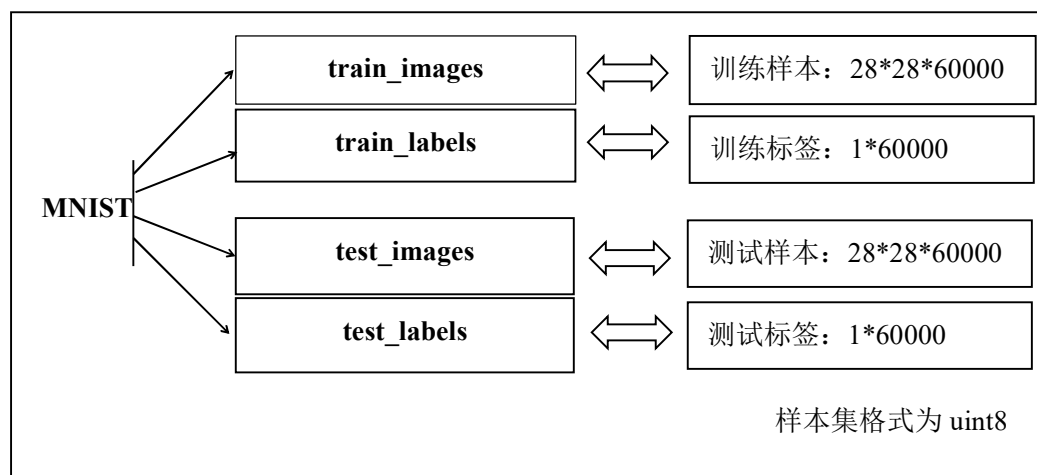 train_images
训练样本：28*28*60000
train_labels
训练标签：1*60000
MNIST
test_images
测试样本：28*28*60000
test_labels
测试标签：1*60000
样本集格式为 uint8